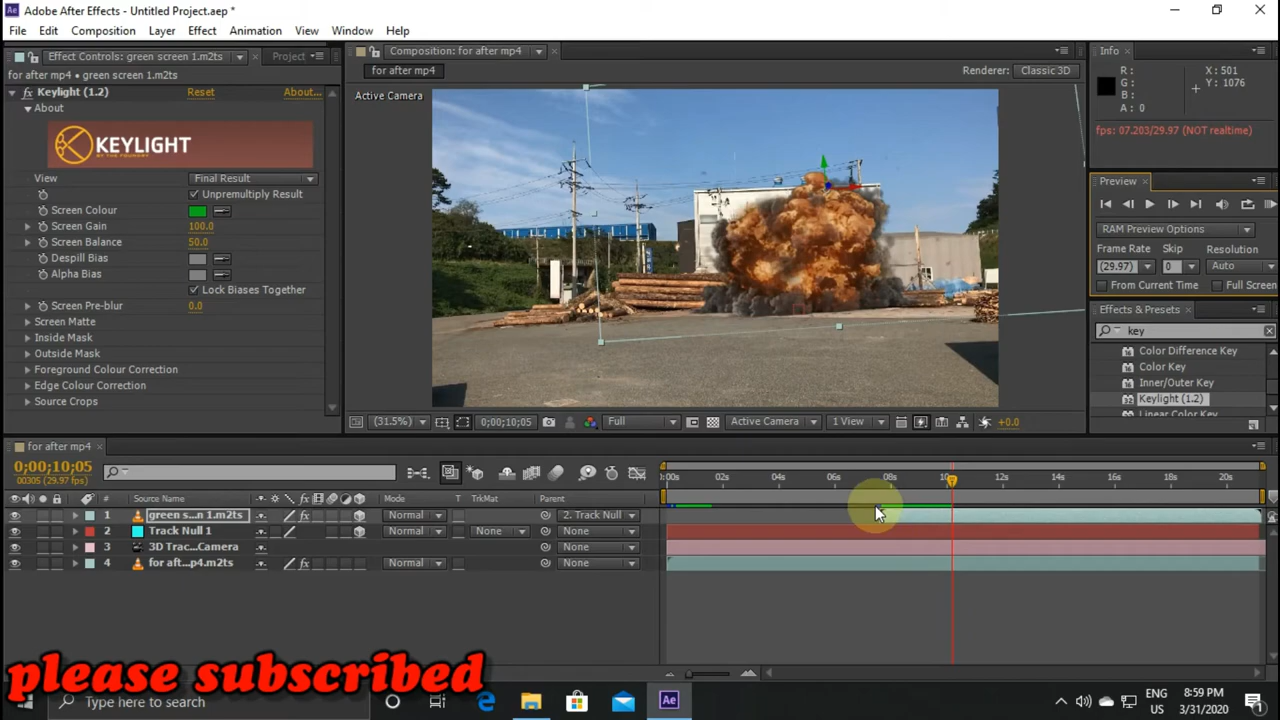 Adobe After Effects - Untitled Project.aep *
File Edit Composition Layer Effect Animation View Window Help
Effect Controls: green screen 1.m2ts
Project
for after mp4 • green screen 1.m2ts
Keylight (1.2) Reset About...
About
KEYLIGHT
BY THE FOUNDRY
View Final Result
Unpremultiply Result
Screen Colour
Screen Gain 100.0
Screen Balance 50.0
Despill Bias
Alpha Bias
Lock Biases Together
Screen Pre-blur 0.0
Screen Matte
Inside Mask
Outside Mask
Foreground Colour Correction
Edge Colour Correction
Source Crops
Composition: for after mp4
for after mp4
Renderer: Classic 3D
Active Camera
(31.5%) 0;00;10;05 Full Active Camera 1 View +0.0
Info
R: X: 501
G: Y: 1076
B:
A: 0
fps: 07.203/29.97 (NOT realtime)
Preview
RAM Preview Options
Frame Rate Skip Resolution
(29.97) 0 Auto
From Current Time Full Screen
Effects & Presets
key
Color Difference Key
Color Key
Inner/Outer Key
Keylight (1.2)
Linear Color Key
for after mp4
0;00;10;05
00305 (29.97 fps)
:00s 02s 04s 06s 08s 10s 12s 14s 16s 18s 20s
# Source Name Mode T TrkMat Parent
1 green s...n 1.m2ts Normal 2. Track Null
2 Track Null 1 Normal None None
3 3D Trac...Camera None
4 for aft...p4.m2ts Normal None
please subscribed
Type here to search
Ae
ENG
US
8:59 PM
3/31/2020
1